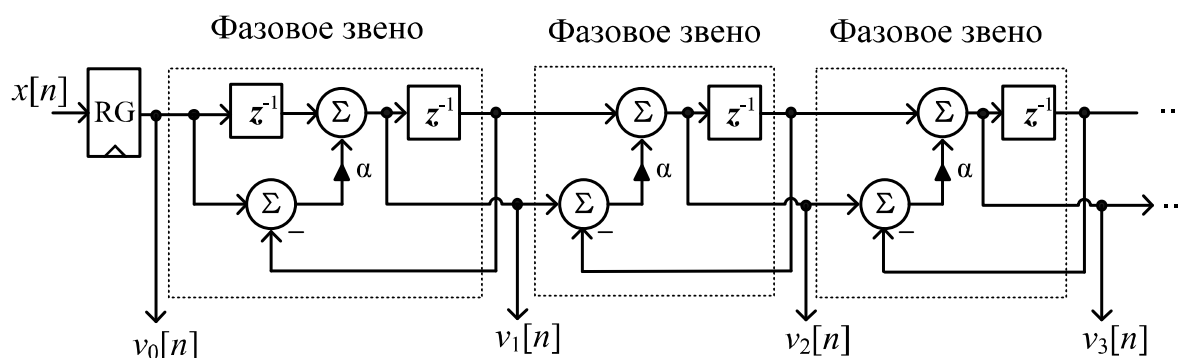 Фазовое звено
Фазовое звено
Фазовое звено
x[n]
RG
z⁻¹
Σ
z⁻¹
Σ
z⁻¹
Σ
z⁻¹
...
α
α
α
Σ
−
Σ
−
Σ
−
...
v₀[n]
v₁[n]
v₂[n]
v₃[n]